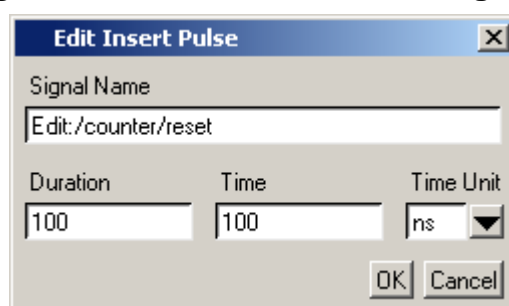 Edit Insert Pulse
Signal Name
Edit:/counter/reset
Duration Time Time Unit
100 100 ns
OK Cancel